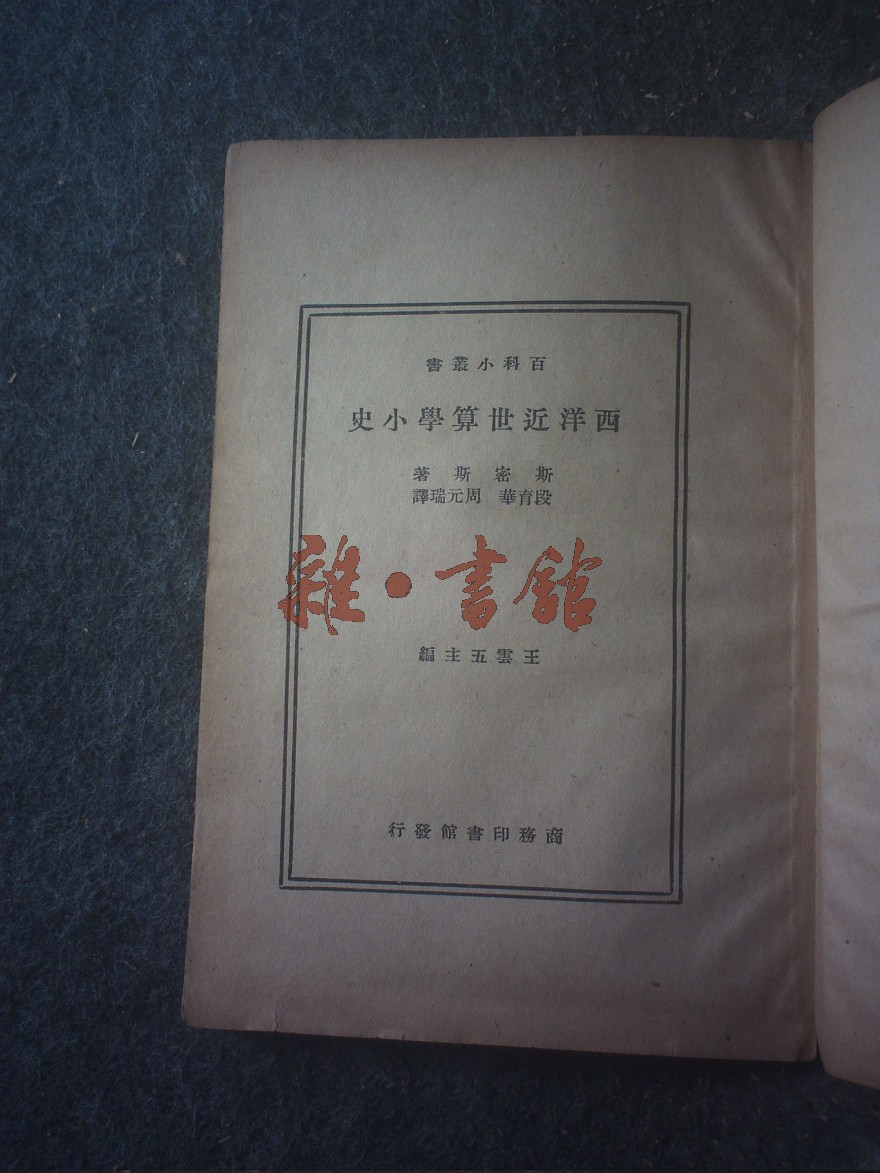 百科小叢書
西洋近世算學小史
斯密斯著
段育華 周元瑞譯
雜·書館
王雲五主編
商務印書館發行